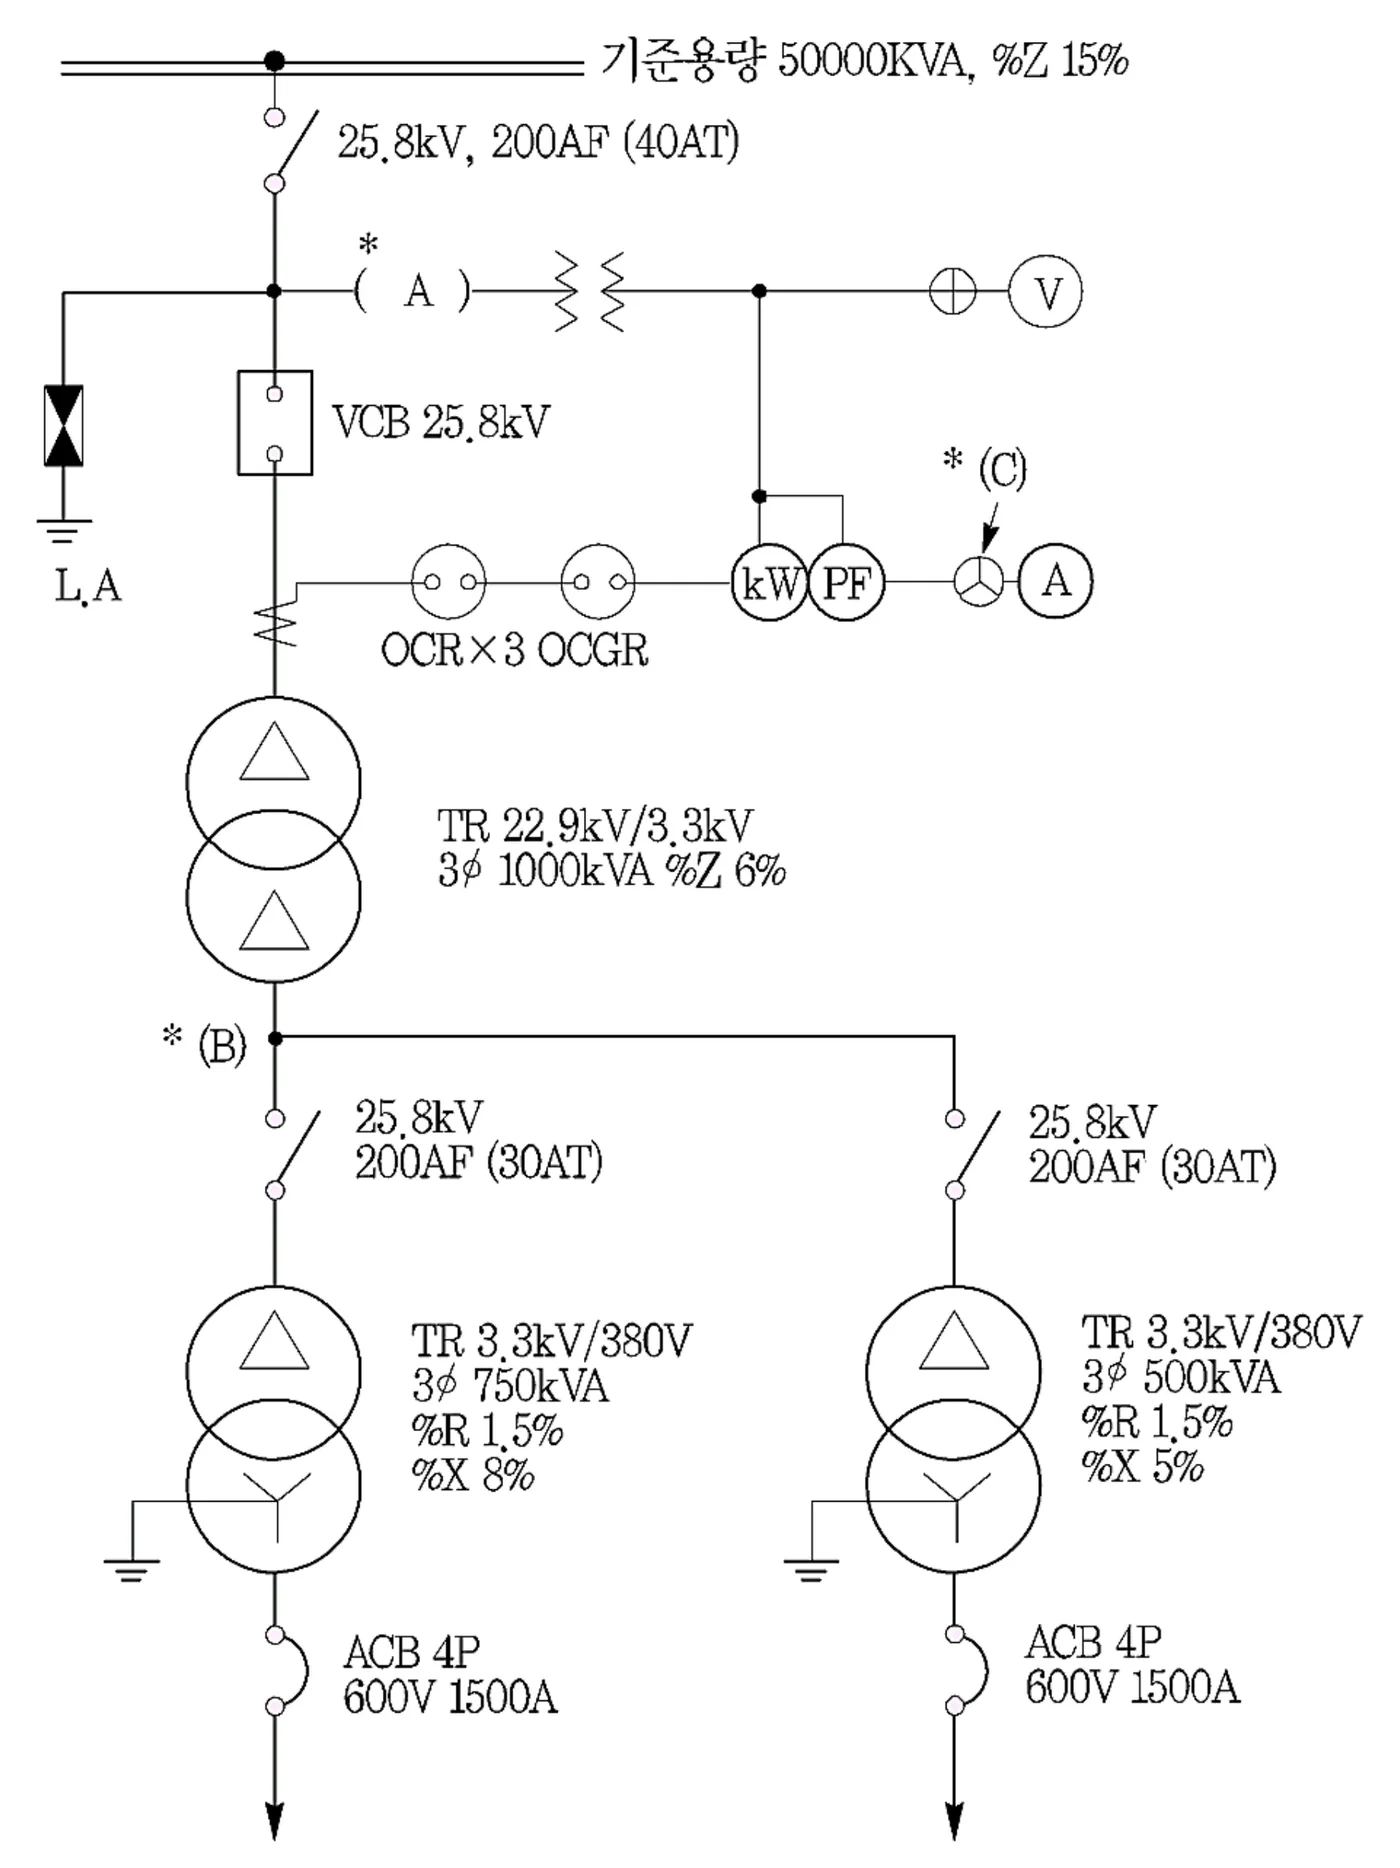 기준용량 50000KVA, %Z 15%
25.8kV, 200AF (40AT)
*
( A )
V
VCB 25.8kV
* (C)
L.A
kW
PF
A
OCR×3 OCGR
TR 22.9kV/3.3kV
3φ 1000kVA %Z 6%
* (B)
25.8kV
200AF (30AT)
25.8kV
200AF (30AT)
TR 3.3kV/380V
3φ 750kVA
%R 1.5%
%X 8%
TR 3.3kV/380V
3φ 500kVA
%R 1.5%
%X 5%
ACB 4P
600V 1500A
ACB 4P
600V 1500A